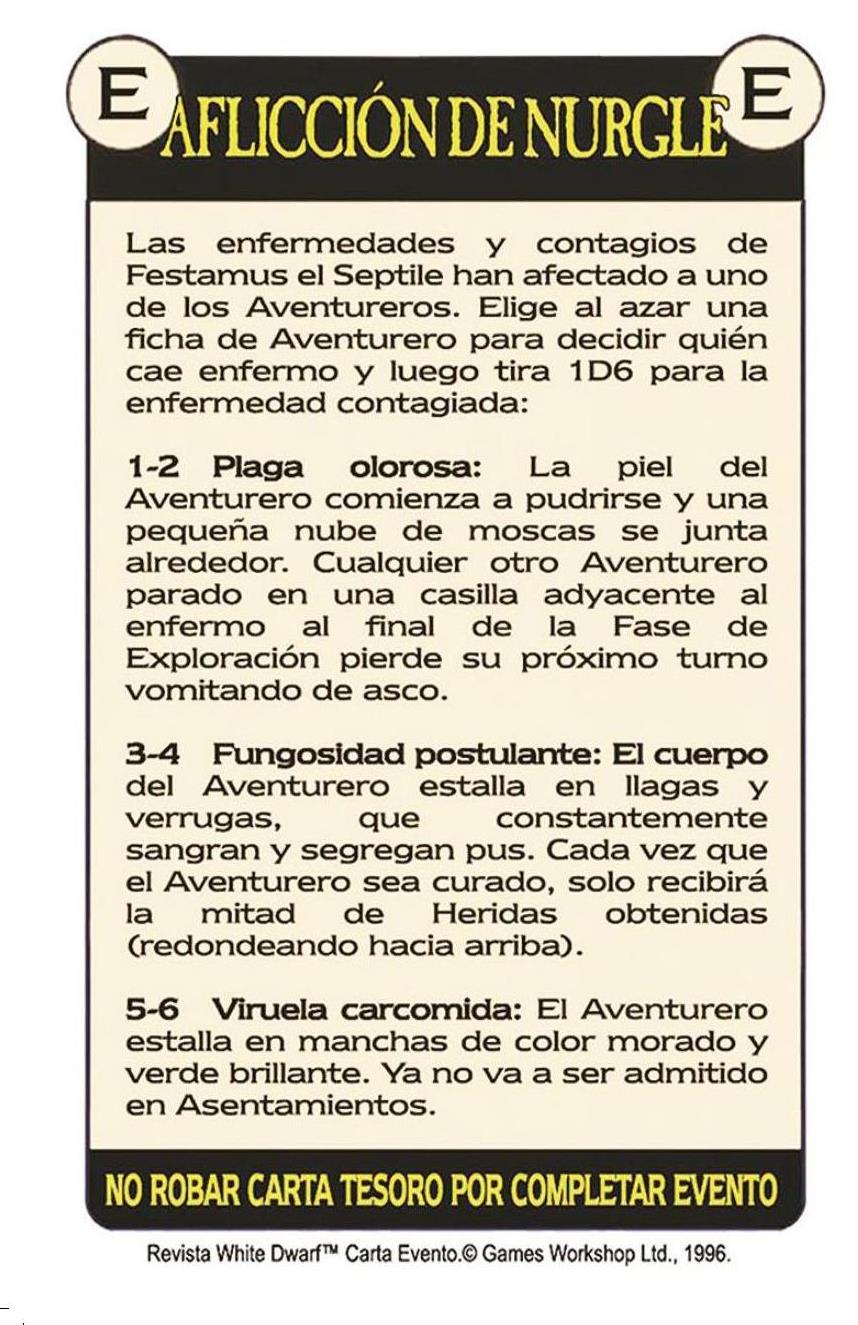 E AFLICCIÓN DE NURGLE E
Las enfermedades y contagios de
Festamus el Septile han afectado a uno
de los Aventureros. Elige al azar una
ficha de Aventurero para decidir quién
cae enfermo y luego tira 1D6 para la
enfermedad contagiada:
1-2 Plaga olorosa: La piel del
Aventurero comienza a pudrirse y una
pequeña nube de moscas se junta
alrededor. Cualquier otro Aventurero
parado en una casilla adyacente al
enfermo al final de la Fase de
Exploración pierde su próximo turno
vomitando de asco.
3-4 Fungosidad postulante: El cuerpo
del Aventurero estalla en llagas y
verrugas, que constantemente
sangran y segregan pus. Cada vez que
el Aventurero sea curado, solo recibirá
la mitad de Heridas obtenidas
(redondeando hacia arriba).
5-6 Viruela carcomida: El Aventurero
estalla en manchas de color morado y
verde brillante. Ya no va a ser admitido
en Asentamientos.
NO ROBAR CARTA TESORO POR COMPLETAR EVENTO
Revista White Dwarf™ Carta Evento.© Games Workshop Ltd., 1996.